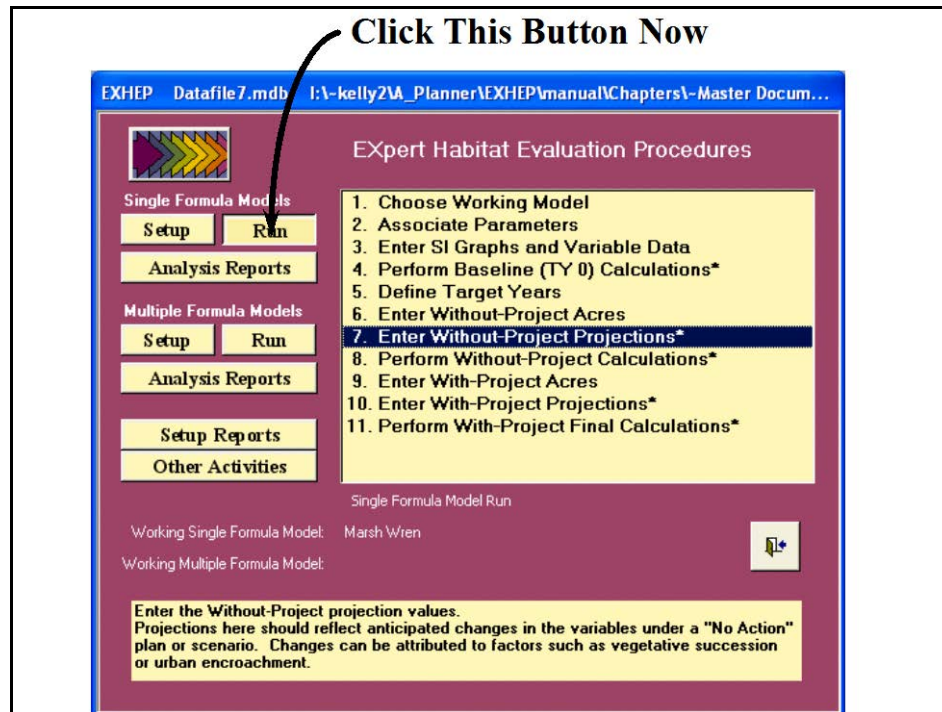 Click This Button Now
EXHEP Datafile7.mdb I:\~kelly2\A_Planner\EXHEP\manual\Chapters\~Master Docum...
EXpert Habitat Evaluation Procedures
Single Formula Models
Setup Run
Analysis Reports
Multiple Formula Models
Setup Run
Analysis Reports
Setup Reports
Other Activities
1. Choose Working Model
2. Associate Parameters
3. Enter SI Graphs and Variable Data
4. Perform Baseline (TY 0) Calculations*
5. Define Target Years
6. Enter Without-Project Acres
7. Enter Without-Project Projections*
8. Perform Without-Project Calculations*
9. Enter With-Project Acres
10. Enter With-Project Projections*
11. Perform With-Project Final Calculations*
Single Formula Model Run
Working Single Formula Model: Marsh Wren
Working Multiple Formula Model:
Enter the Without-Project projection values.
Projections here should reflect anticipated changes in the variables under a "No Action"
plan or scenario. Changes can be attributed to factors such as vegetative succession
or urban encroachment.